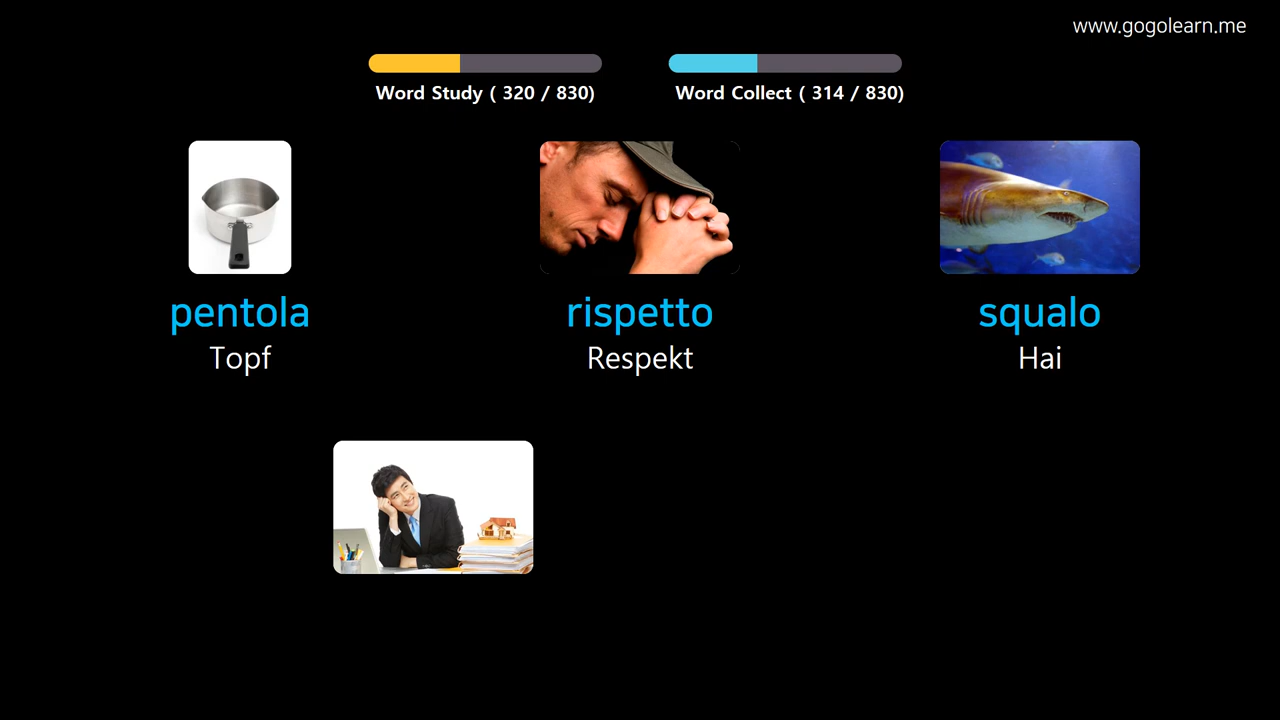 www.gogolearn.me
Word Study ( 320 / 830)
Word Collect ( 314 / 830)
pentola
rispetto
squalo
Topf
Respekt
Hai